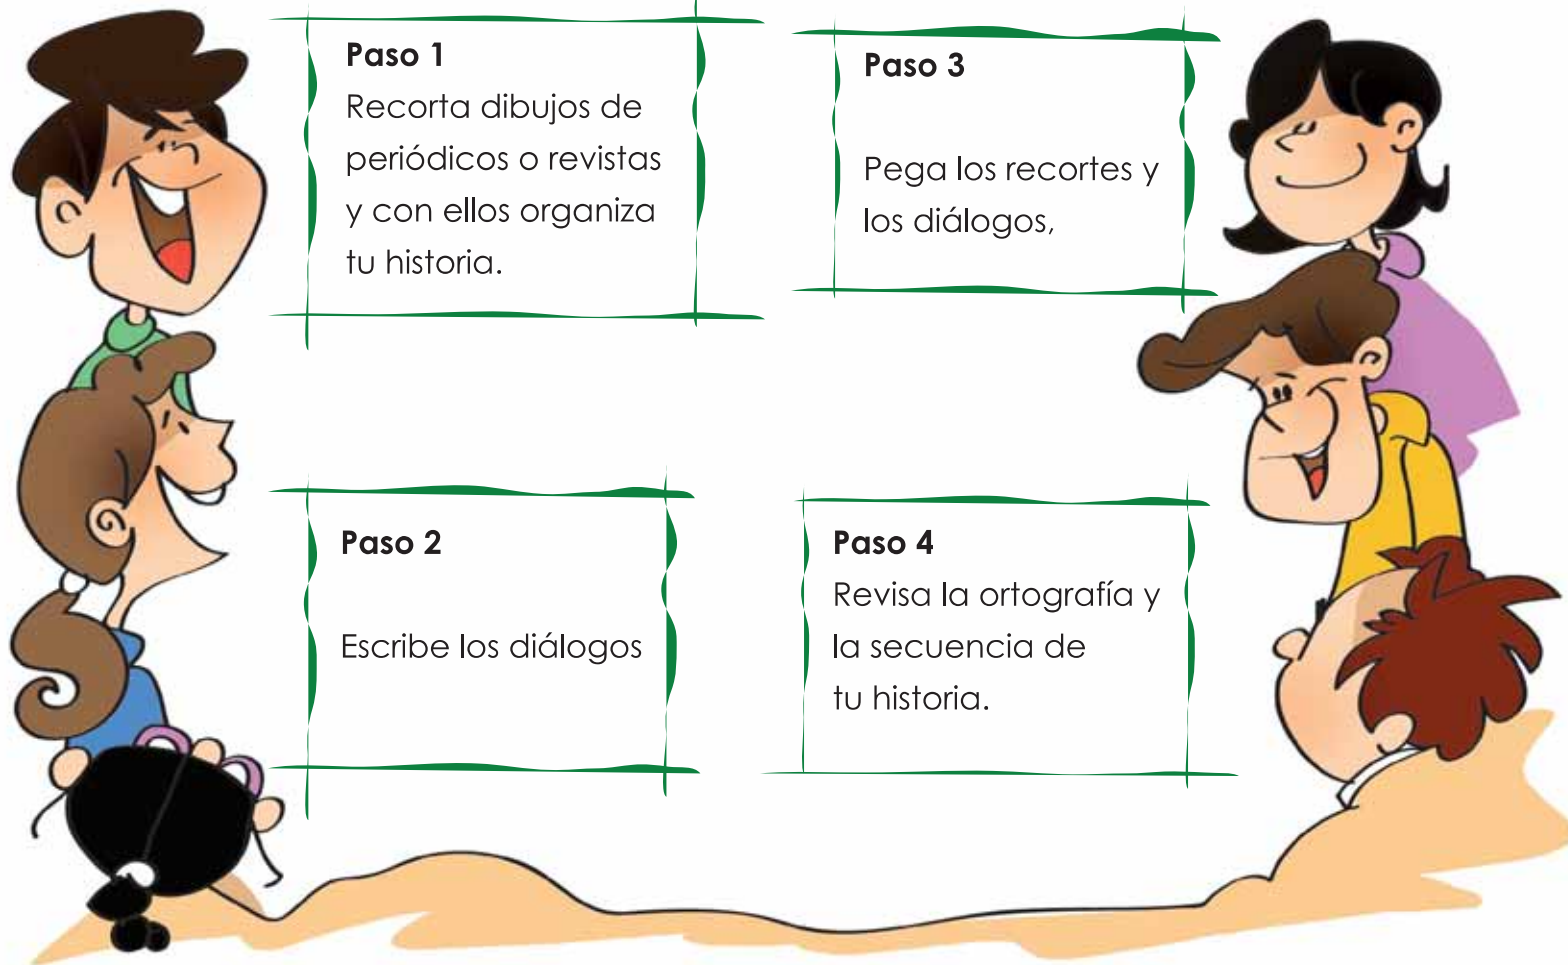 Paso 1
Recorta dibujos de
periódicos o revistas
y con ellos organiza
tu historia.
Paso 2
Escribe los diálogos
Paso 3
Pega los recortes y
los diálogos,
Paso 4
Revisa la ortografía y
la secuencia de
tu historia.